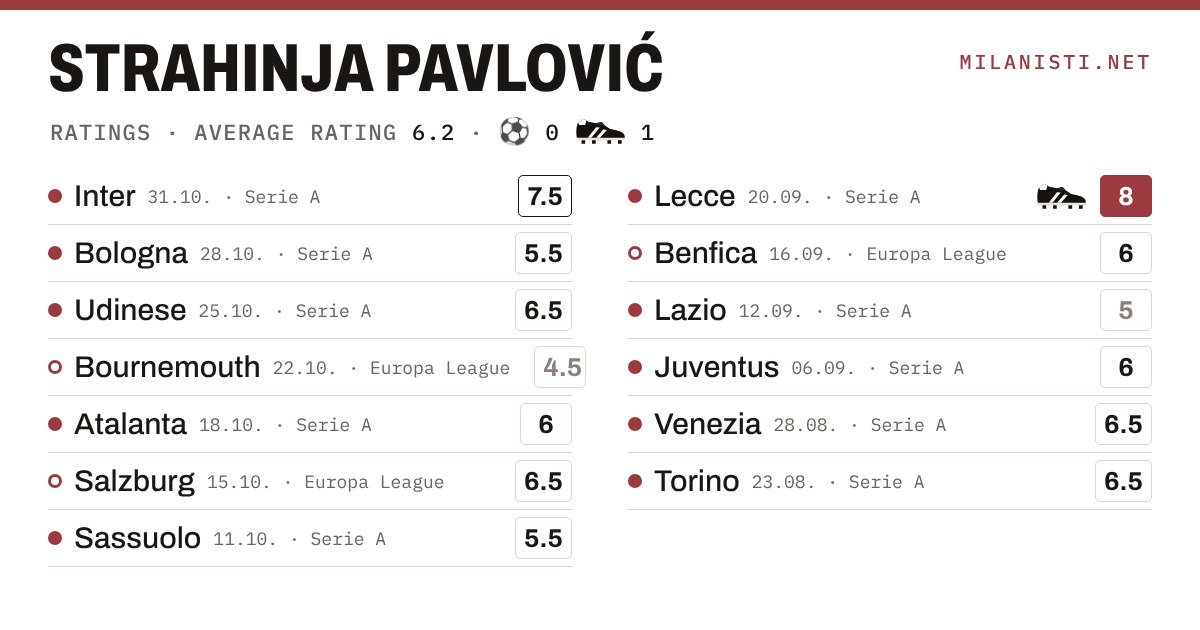 STRAHINJA PAVLOVIĆ
MILANISTI.NET
RATINGS · AVERAGE RATING 6.2 · ⚽ 0 1
Inter 31.10. · Serie A 7.5
Bologna 28.10. · Serie A 5.5
Udinese 25.10. · Serie A 6.5
Bournemouth 22.10. · Europa League 4.5
Atalanta 18.10. · Serie A 6
Salzburg 15.10. · Europa League 6.5
Sassuolo 11.10. · Serie A 5.5
Lecce 20.09. · Serie A 8
Benfica 16.09. · Europa League 6
Lazio 12.09. · Serie A 5
Juventus 06.09. · Serie A 6
Venezia 28.08. · Serie A 6.5
Torino 23.08. · Serie A 6.5